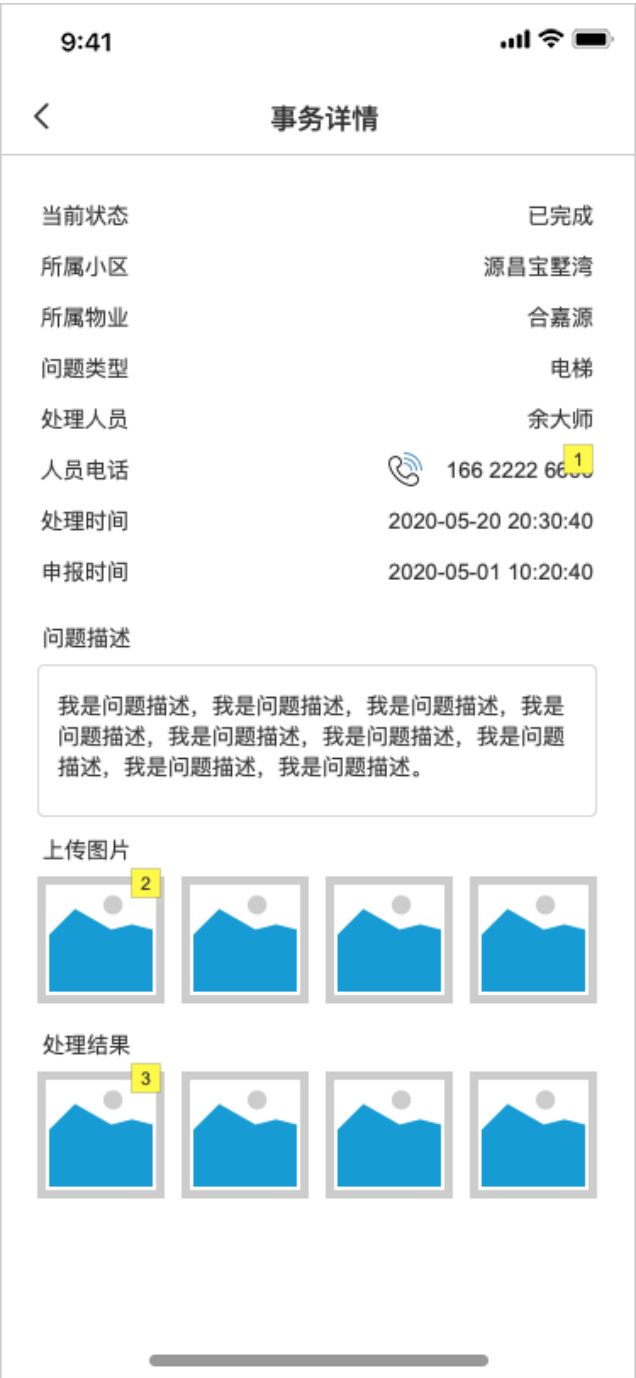 9:41
事务详情
当前状态 已完成
所属小区 源昌宝墅湾
所属物业 合嘉源
问题类型 电梯
处理人员 余大师
人员电话 166 2222 1
处理时间 2020-05-20 20:30:40
申报时间 2020-05-01 10:20:40
问题描述
我是问题描述，我是问题描述，我是问题描述，我是
问题描述，我是问题描述，我是问题描述，我是问题
描述，我是问题描述，我是问题描述。
上传图片
2
处理结果
3